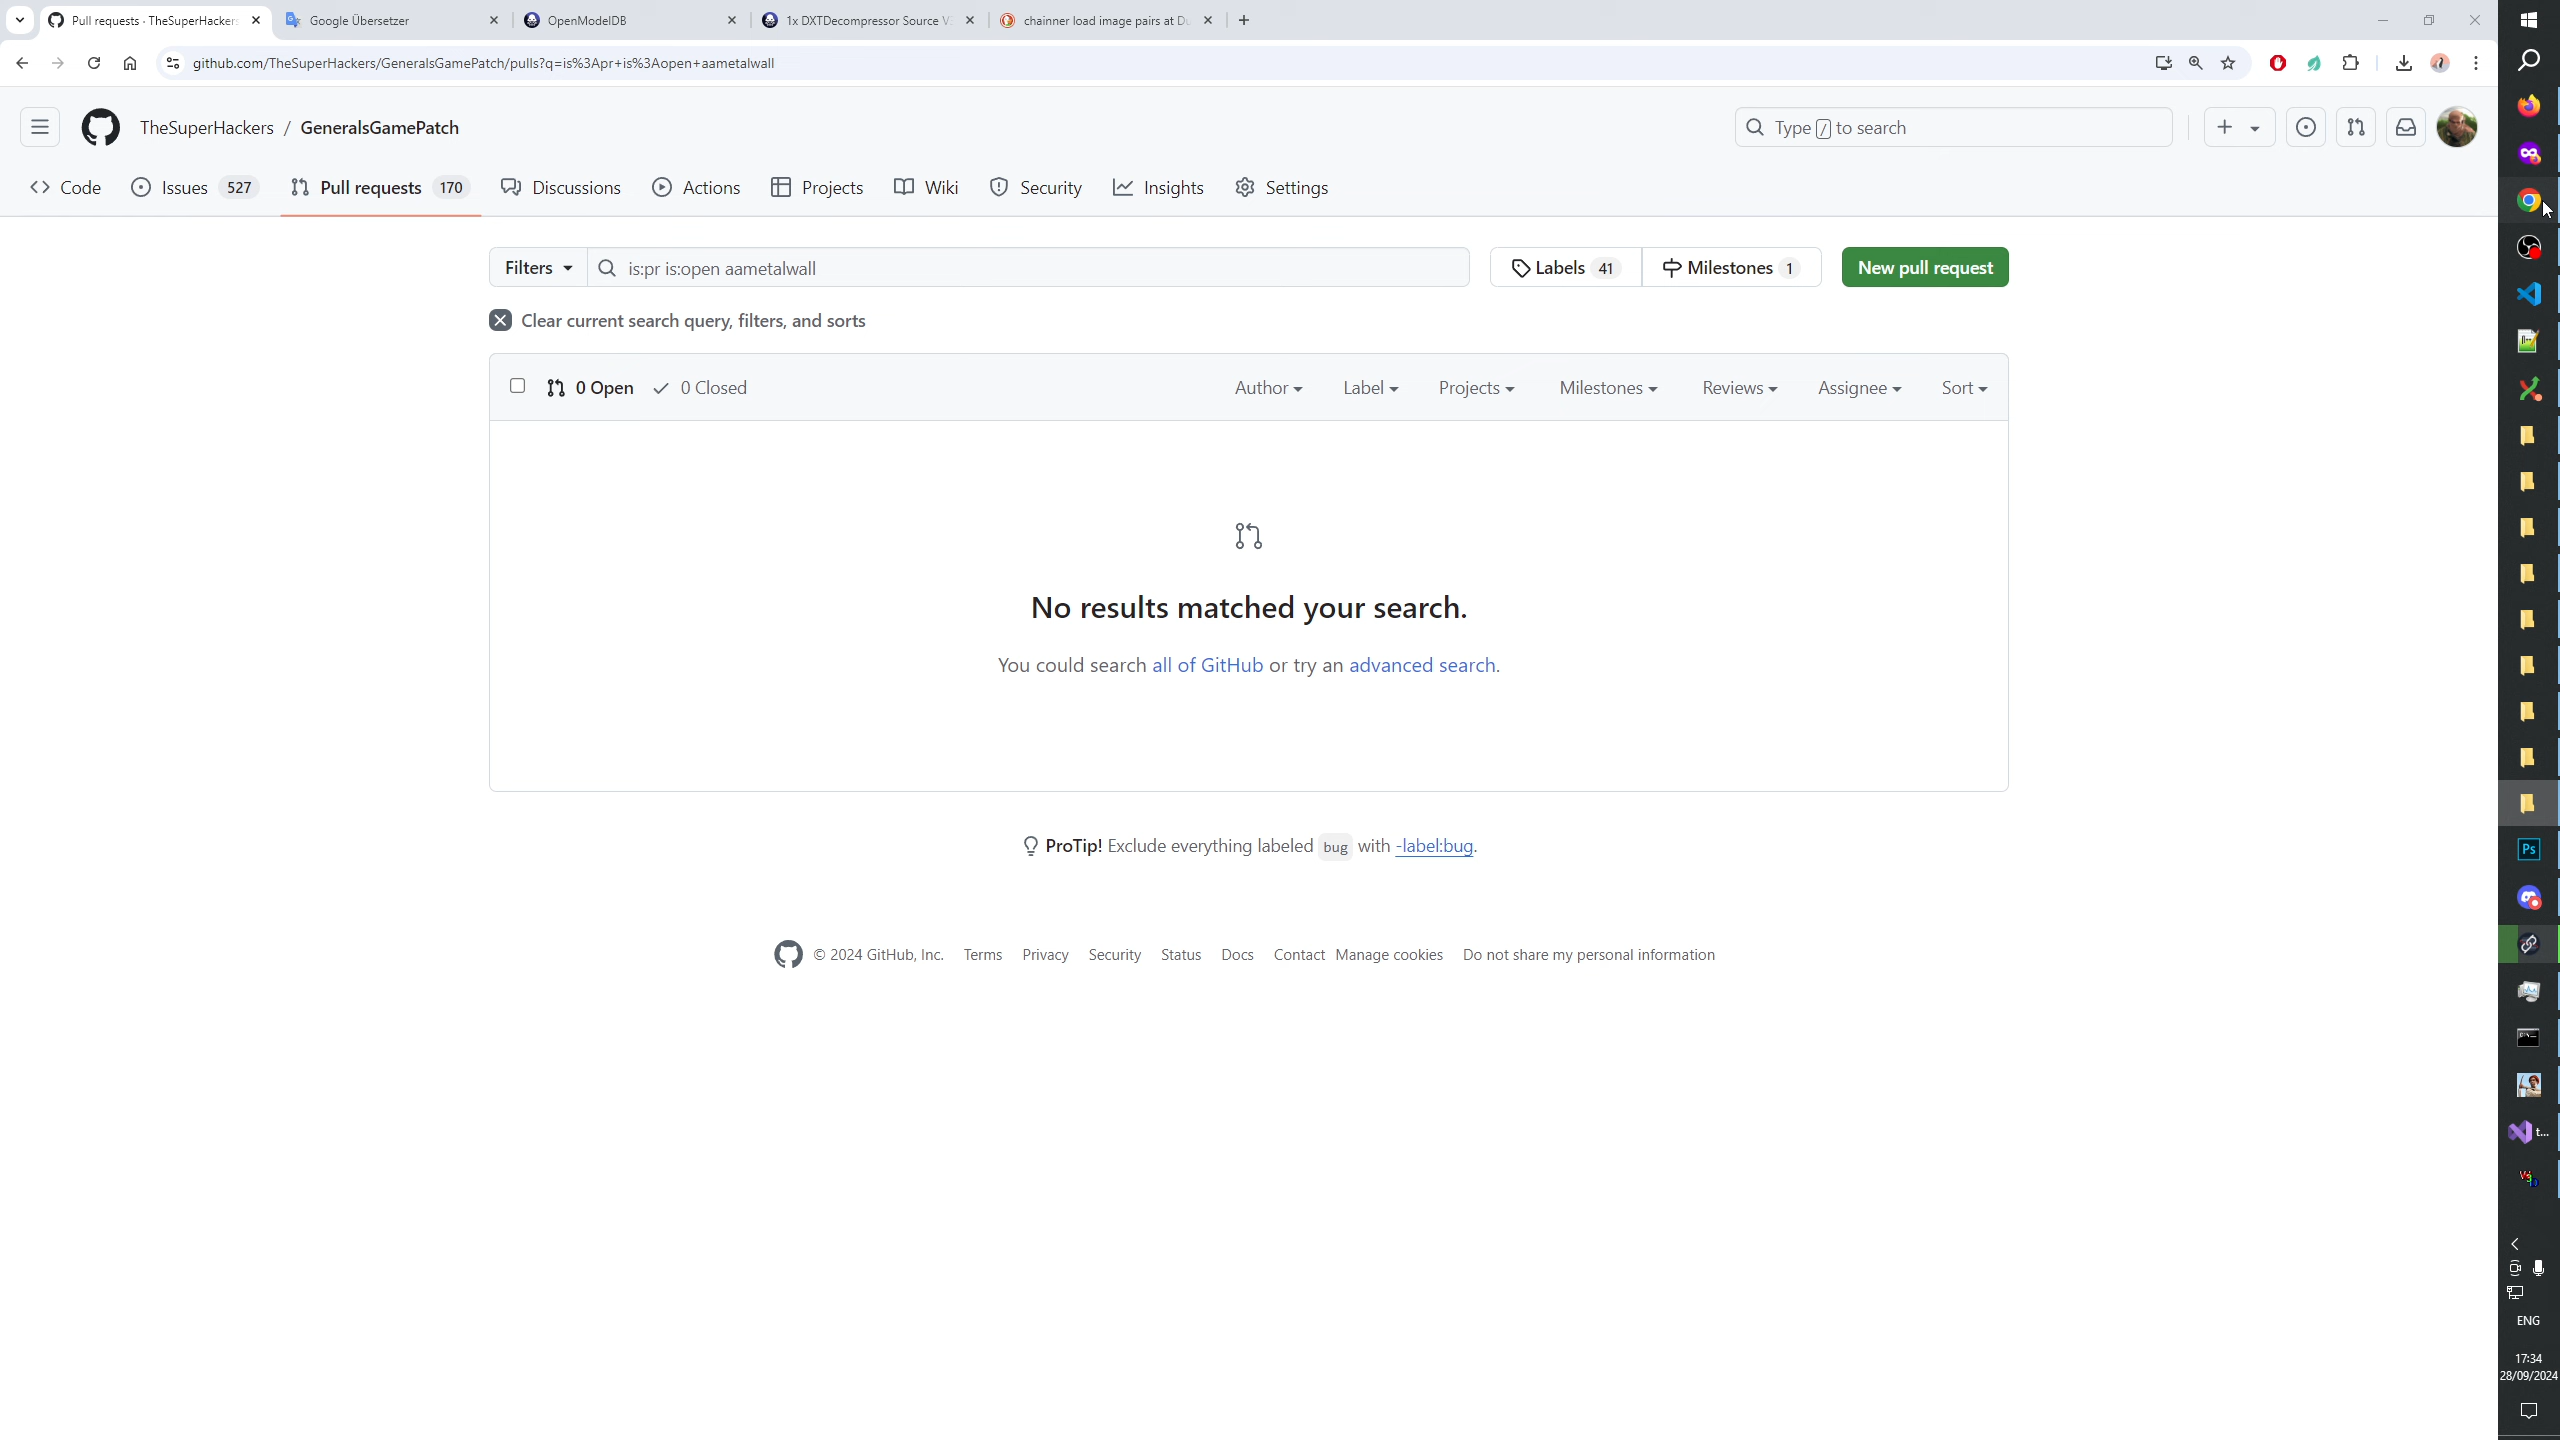 Pull requests · TheSuperHackers
Google Übersetzer
OpenModelDB
1x DXTDecompressor Source V
chainner load image pairs at Du
github.com/TheSuperHackers/GeneralsGamePatch/pulls?q=is%3Apr+is%3Aopen+aametalwall
TheSuperHackers / GeneralsGamePatch
Type / to search
Code
Issues 527
Pull requests 170
Discussions
Actions
Projects
Wiki
Security
Insights
Settings
Filters
is:pr is:open aametalwall
Labels 41
Milestones 1
New pull request
Clear current search query, filters, and sorts
0 Open
0 Closed
Author
Label
Projects
Milestones
Reviews
Assignee
Sort
No results matched your search.
You could search all of GitHub or try an advanced search.
ProTip! Exclude everything labeled bug with -label:bug.
© 2024 GitHub, Inc.
Terms
Privacy
Security
Status
Docs
Contact
Manage cookies
Do not share my personal information
Ps
t...
ENG
17:34
28/09/2024